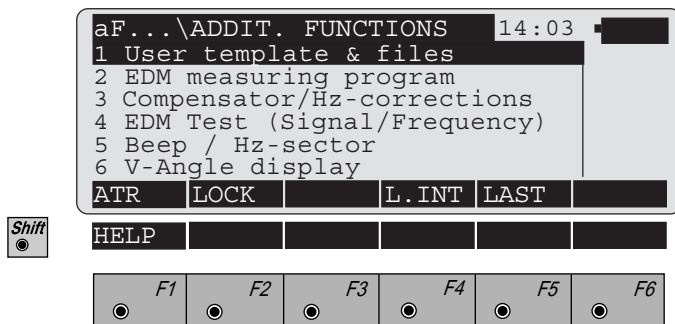 aF...\ADDIT. FUNCTIONS 14:03
1 User template & files
2 EDM measuring program
3 Compensator/Hz-corrections
4 EDM Test (Signal/Frequency)
5 Beep / Hz-sector
6 V-Angle display
ATR LOCK L.INT LAST
Shift
HELP
F1 F2 F3 F4 F5 F6